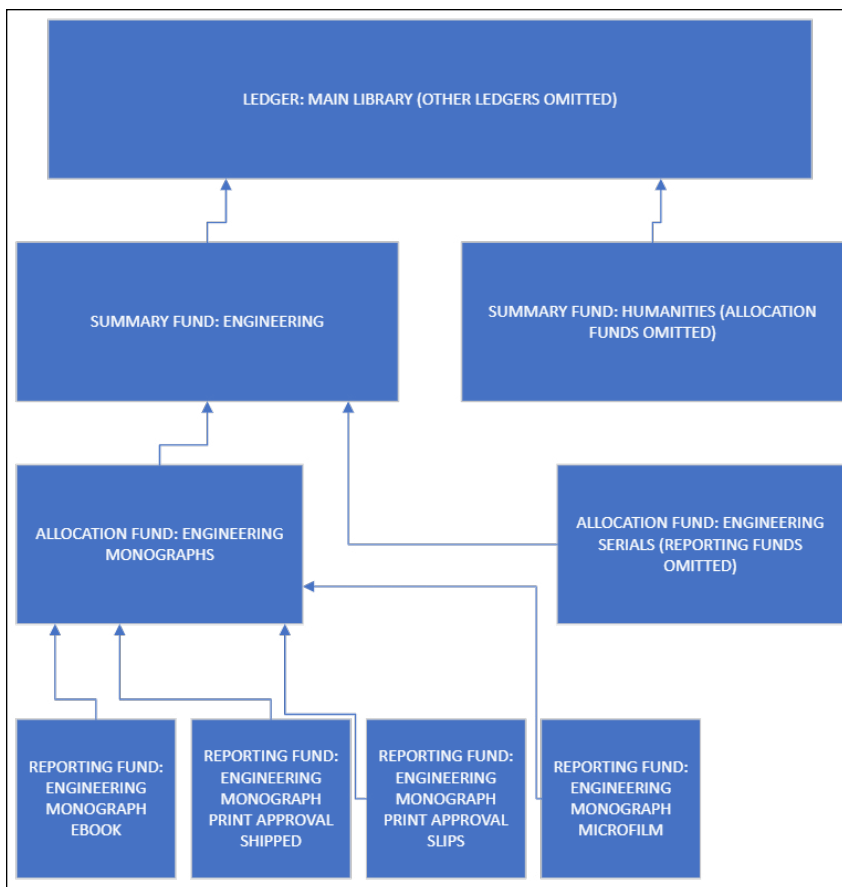 LEDGER: MAIN LIBRARY (OTHER LEDGERS OMITTED)
SUMMARY FUND: ENGINEERING
SUMMARY FUND: HUMANITIES (ALLOCATION
FUNDS OMITTED)
ALLOCATION FUND: ENGINEERING
MONOGRAPHS
ALLOCATION FUND: ENGINEERING
SERIALS (REPORTING FUNDS
OMITTED)
REPORTING FUND:
ENGINEERING
MONOGRAPH
EBOOK
REPORTING FUND:
ENGINEERING
MONOGRAPH
PRINT APPROVAL
SHIPPED
REPORTING FUND:
ENGINEERING
MONOGRAPH
PRINT APPROVAL
SLIPS
REPORTING FUND:
ENGINEERING
MONOGRAPH
MICROFILM